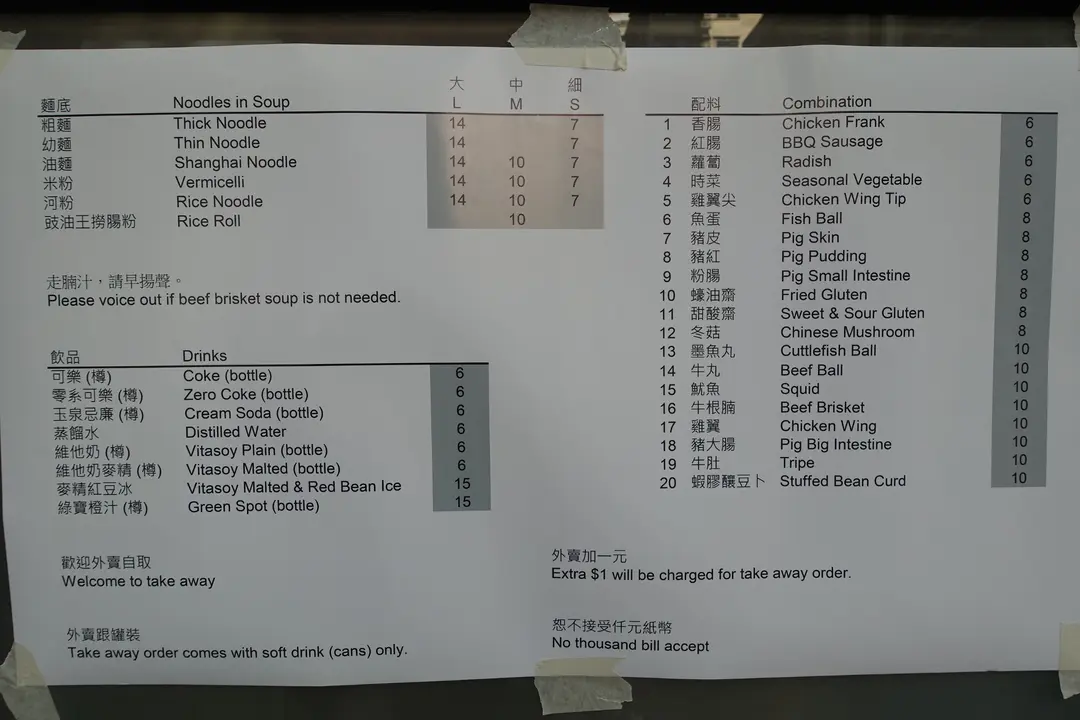 大 中 細
麵底 Noodles in Soup L M S
粗麵 Thick Noodle 14 7
幼麵 Thin Noodle 14 7
油麵 Shanghai Noodle 14 10 7
米粉 Vermicelli 14 10 7
河粉 Rice Noodle 14 10 7
豉油王撈腸粉 Rice Roll 10
走腩汁，請早揚聲。
Please voice out if beef brisket soup is not needed.
飲品 Drinks
可樂 (樽) Coke (bottle) 6
零系可樂 (樽) Zero Coke (bottle) 6
玉泉忌廉 (樽) Cream Soda (bottle) 6
蒸餾水 Distilled Water 6
維他奶 (樽) Vitasoy Plain (bottle) 6
維他奶麥精 (樽) Vitasoy Malted (bottle) 6
麥精紅豆冰 Vitasoy Malted & Red Bean Ice 15
綠寶橙汁 (樽) Green Spot (bottle) 15
歡迎外賣自取
Welcome to take away
外賣跟罐裝
Take away order comes with soft drink (cans) only.
配料 Combination
1 香腸 Chicken Frank 6
2 紅腸 BBQ Sausage 6
3 蘿蔔 Radish 6
4 時菜 Seasonal Vegetable 6
5 雞翼尖 Chicken Wing Tip 6
6 魚蛋 Fish Ball 8
7 豬皮 Pig Skin 8
8 豬紅 Pig Pudding 8
9 粉腸 Pig Small Intestine 8
10 蠔油齋 Fried Gluten 8
11 甜酸齋 Sweet & Sour Gluten 8
12 冬菇 Chinese Mushroom 8
13 墨魚丸 Cuttlefish Ball 10
14 牛丸 Beef Ball 10
15 魷魚 Squid 10
16 牛根腩 Beef Brisket 10
17 雞翼 Chicken Wing 10
18 豬大腸 Pig Big Intestine 10
19 牛肚 Tripe 10
20 蝦膠釀豆卜 Stuffed Bean Curd 10
外賣加一元
Extra $1 will be charged for take away order.
恕不接受仟元紙幣
No thousand bill accept